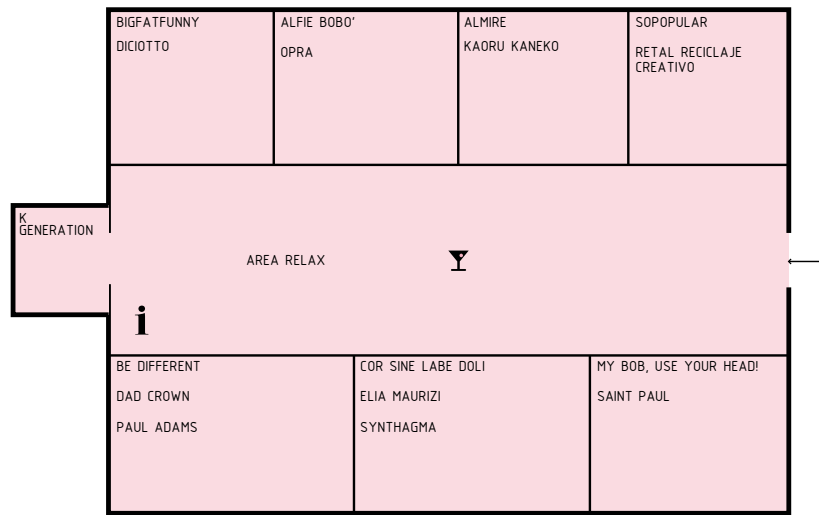 BIGFATFUNNY
DICIOTTO
ALFIE BOBO'
OPRA
ALMIRE
KAORU KANEKO
SOPOPULAR
RETAL RECICLAJE
CREATIVO
K
GENERATION
AREA RELAX
i
BE DIFFERENT
DAD CROWN
PAUL ADAMS
COR SINE LABE DOLI
ELIA MAURIZI
SYNTHAGMA
MY BOB, USE YOUR HEAD!
SAINT PAUL